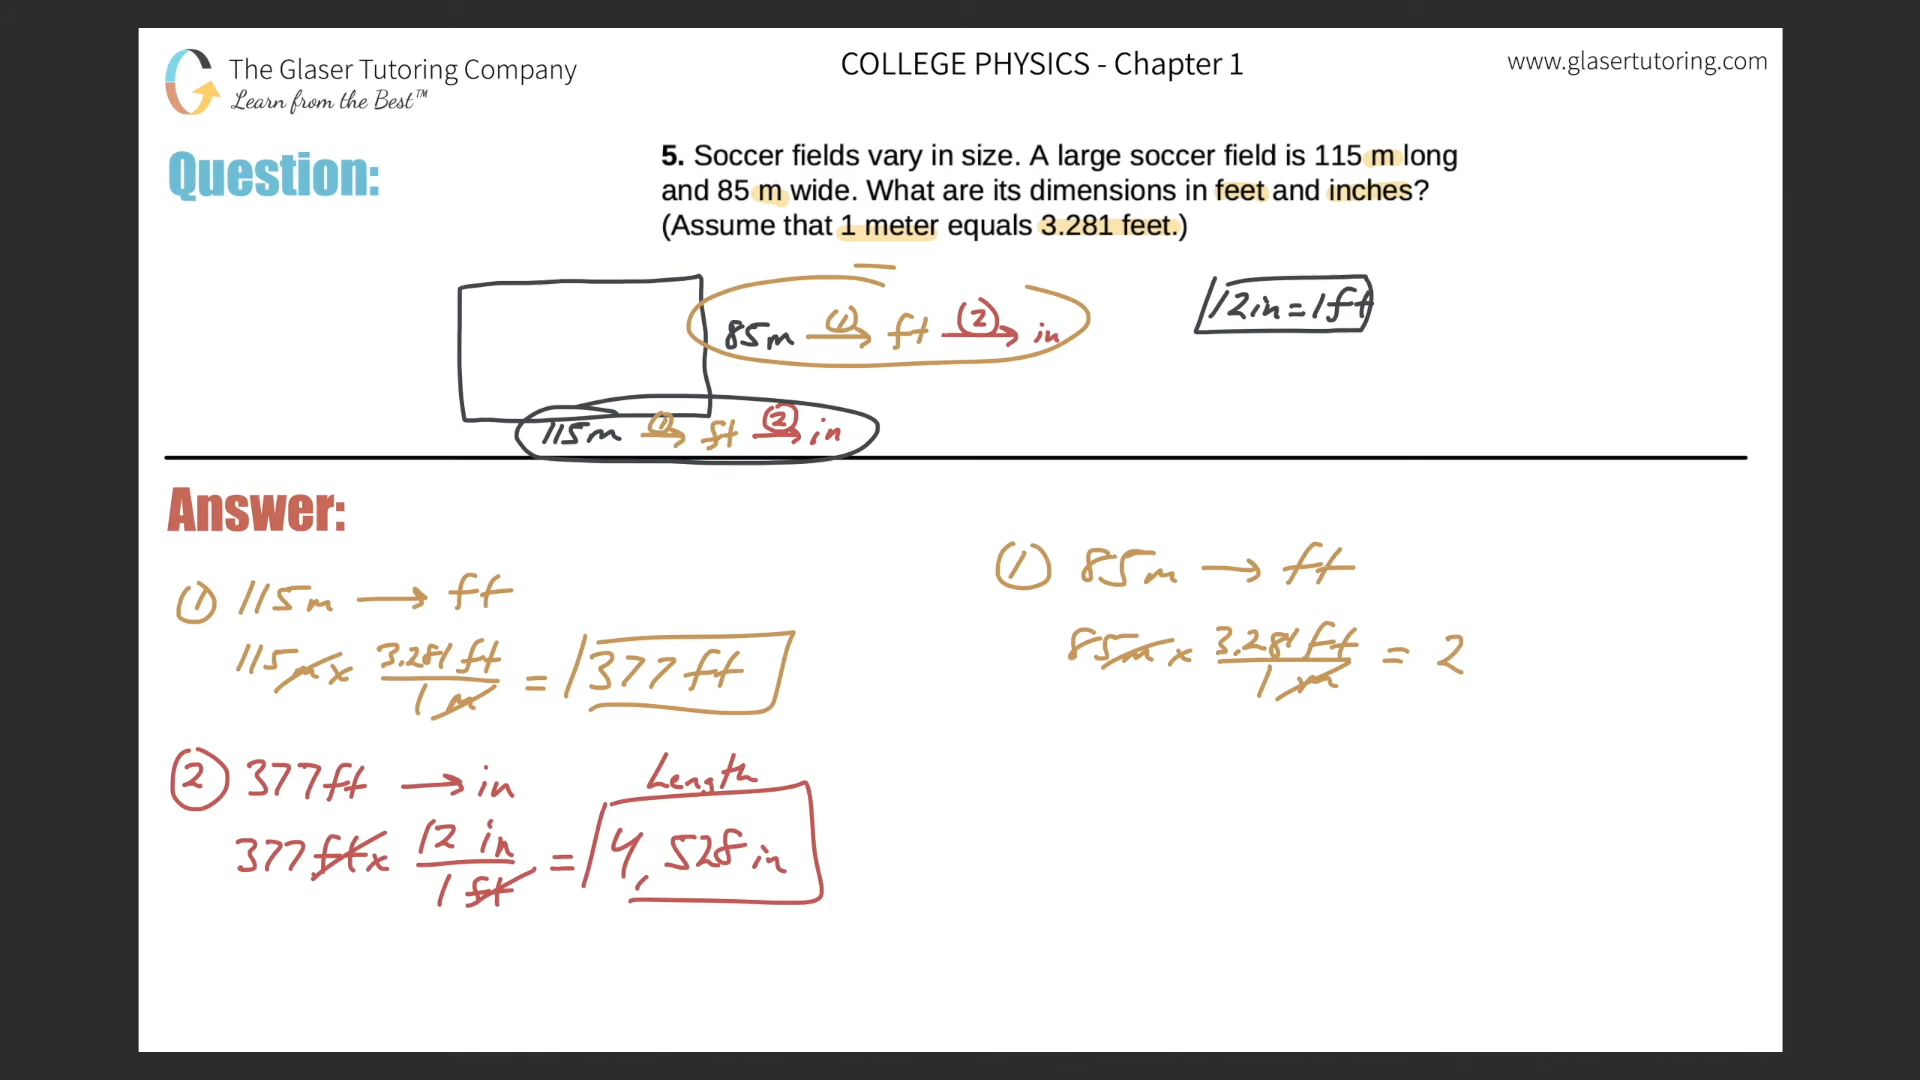 The Glaser Tutoring Company
Learn from the Best™
COLLEGE PHYSICS - Chapter 1
www.glasertutoring.com
Question:
5. Soccer fields vary in size. A large soccer field is 115 m long
and 85 m wide. What are its dimensions in feet and inches?
(Assume that 1 meter equals 3.281 feet.)
85m (1)→ ft (2)→ in
12in = 1ft
115m (1)→ ft (2)→ in
Answer:
(1) 115m → ft
115m x 3.281 ft / 1 m = 377 ft
(2) 377ft → in
Length
377 ft x 12 in / 1 ft = 4,528 in
(1) 85m → ft
85m x 3.281 ft / 1 m = 2